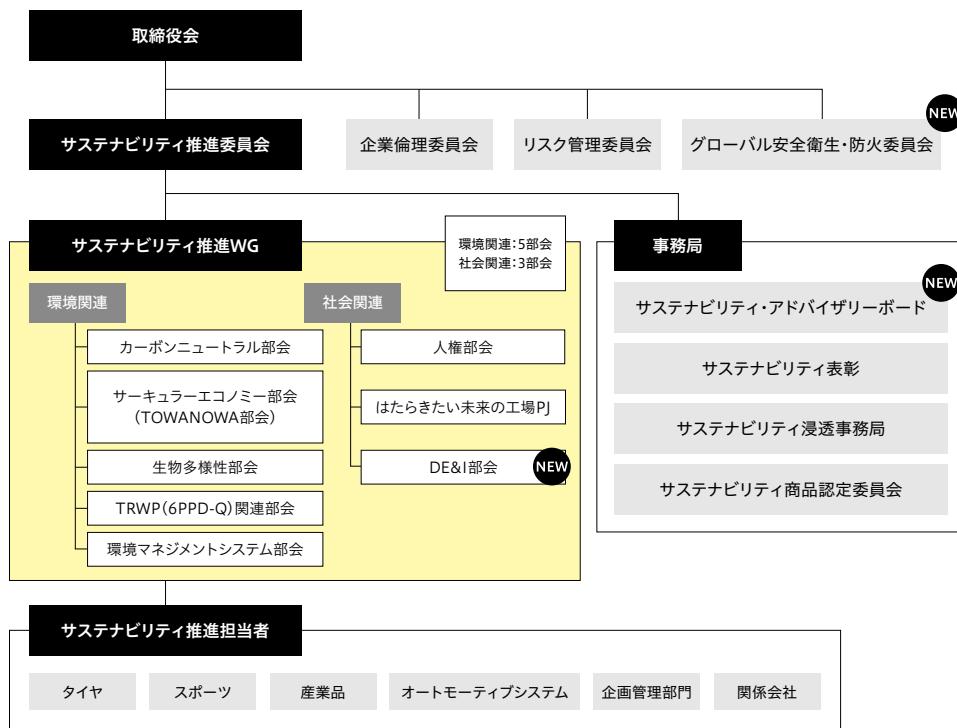 取締役会
サステナビリティ推進委員会
企業倫理委員会
リスク管理委員会
グローバル安全衛生・防火委員会
NEW
サステナビリティ推進WG
環境関連:5部会
社会関連:3部会
環境関連
カーボンニュートラル部会
サーキュラーエコノミー部会
(TOWANOWA部会)
生物多様性部会
TRWP(6PPD-Q)関連部会
環境マネジメントシステム部会
社会関連
人権部会
はたらきたい未来の工場PJ
DE&I部会
NEW
事務局
NEW
サステナビリティ・アドバイザリーボード
サステナビリティ表彰
サステナビリティ浸透事務局
サステナビリティ商品認定委員会
サステナビリティ推進担当者
タイヤ
スポーツ
産業品
オートモーティブシステム
企画管理部門
関係会社